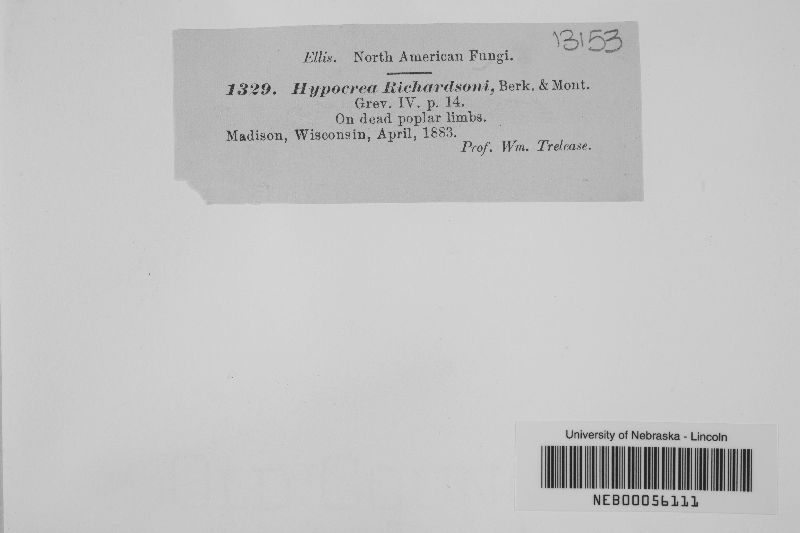 13153
Ellis. North American Fungi.
1329. Hypocrea Richardsoni, Berk. & Mont.
Grev. IV. p. 14.
On dead poplar limbs.
Madison, Wisconsin, April, 1883.
Prof. Wm. Trelease.
University of Nebraska - Lincoln
NEB00056111